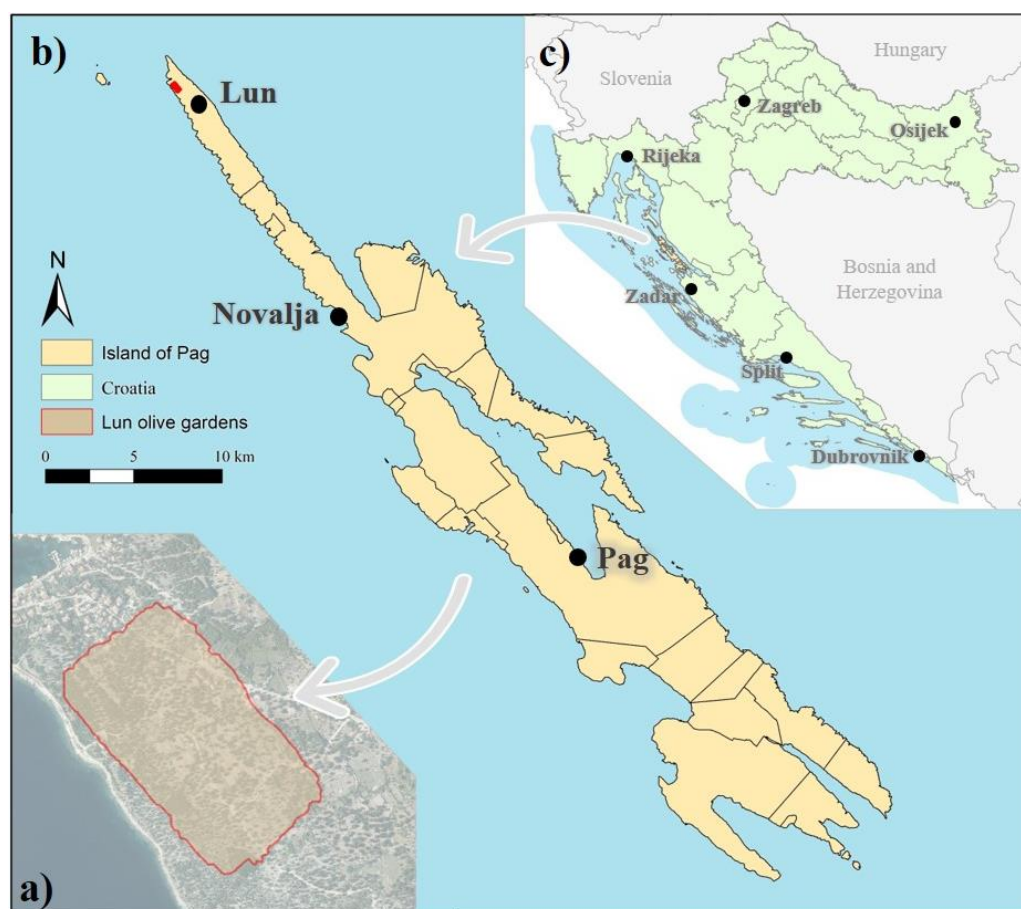 b)
Lun
Novalja
N
Island of Pag
Croatia
Lun olive gardens
0 5 10 km
Pag
a)
c)
Hungary
Slovenia
Zagreb
Osijek
Rijeka
Bosnia and
Herzegovina
Zadar
Split
Dubrovnik